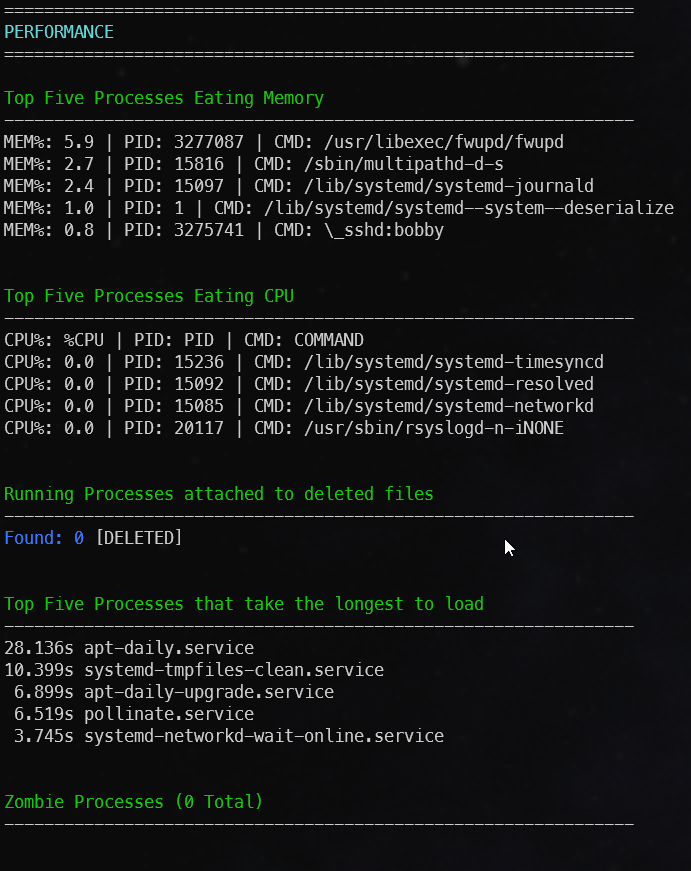 ===============================================================
PERFORMANCE
===============================================================
Top Five Processes Eating Memory
---------------------------------------------------------------
MEM%: 5.9 | PID: 3277087 | CMD: /usr/libexec/fwupd/fwupd
MEM%: 2.7 | PID: 15816 | CMD: /sbin/multipathd-d-s
MEM%: 2.4 | PID: 15097 | CMD: /lib/systemd/systemd-journald
MEM%: 1.0 | PID: 1 | CMD: /lib/systemd/systemd--system--deserialize
MEM%: 0.8 | PID: 3275741 | CMD: \_sshd:bobby
Top Five Processes Eating CPU
---------------------------------------------------------------
CPU%: %CPU | PID: PID | CMD: COMMAND
CPU%: 0.0 | PID: 15236 | CMD: /lib/systemd/systemd-timesyncd
CPU%: 0.0 | PID: 15092 | CMD: /lib/systemd/systemd-resolved
CPU%: 0.0 | PID: 15085 | CMD: /lib/systemd/systemd-networkd
CPU%: 0.0 | PID: 20117 | CMD: /usr/sbin/rsyslogd-n-iNONE
Running Processes attached to deleted files
---------------------------------------------------------------
Found: 0 [DELETED]
Top Five Processes that take the longest to load
---------------------------------------------------------------
28.136s apt-daily.service
10.399s systemd-tmpfiles-clean.service
 6.899s apt-daily-upgrade.service
 6.519s pollinate.service
 3.745s systemd-networkd-wait-online.service
Zombie Processes (0 Total)
---------------------------------------------------------------